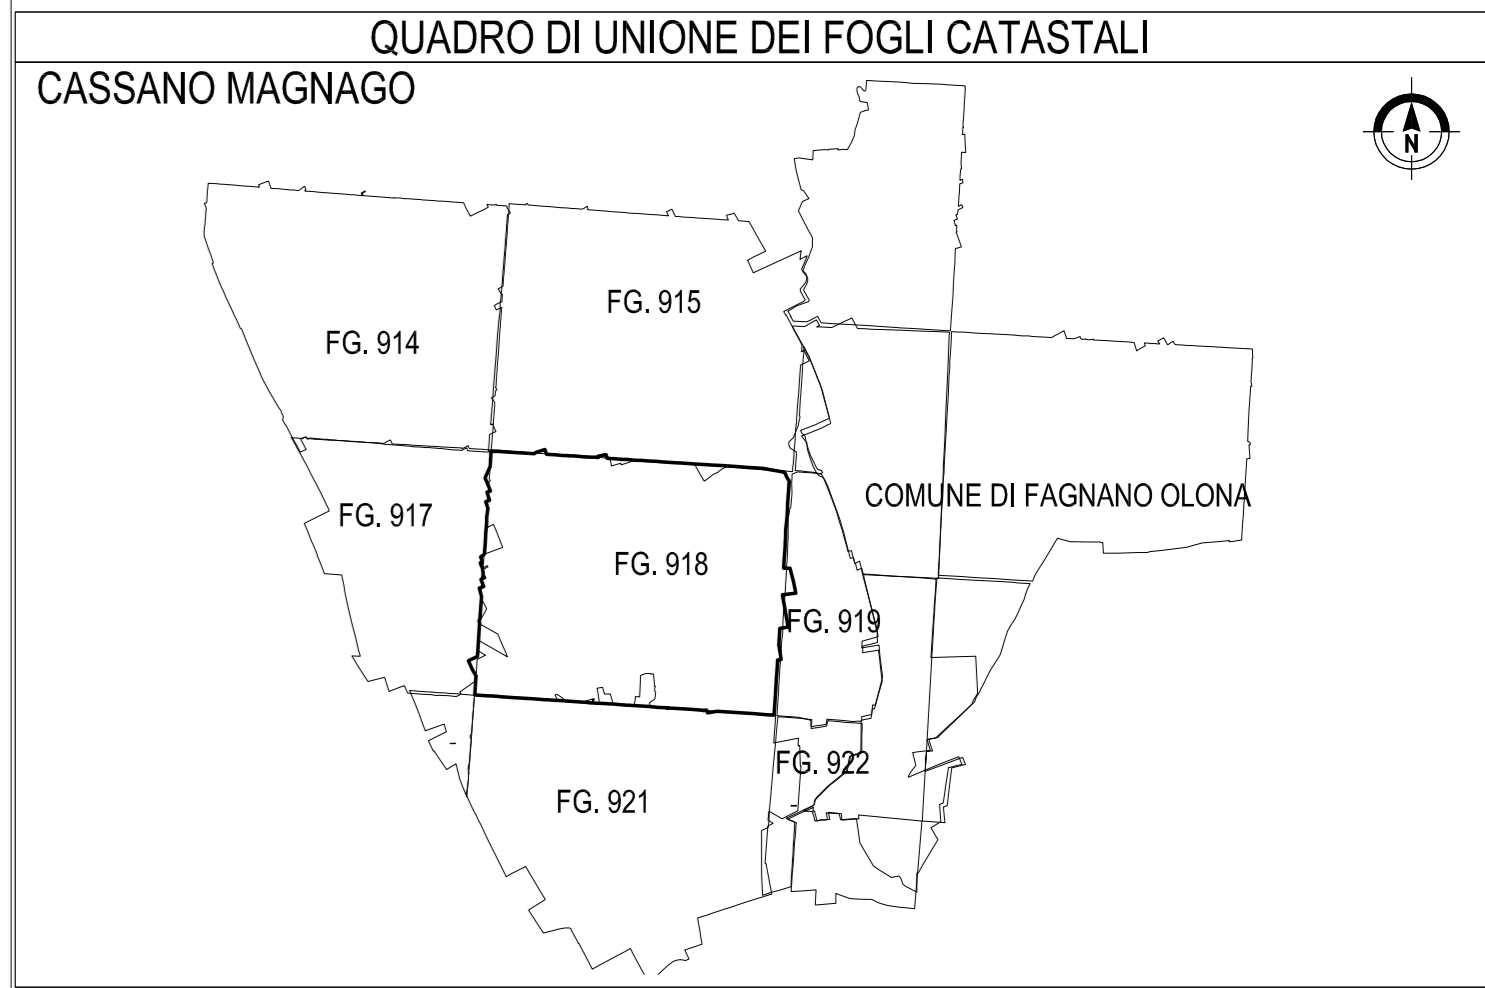 QUADRO DI UNIONE DEI FOGLI CATASTALI
CASSANO MAGNAGO
N
FG. 915
FG. 914
COMUNE DI FAGNANO OLONA
FG. 917
FG. 918
FG. 919
FG. 922
FG. 921